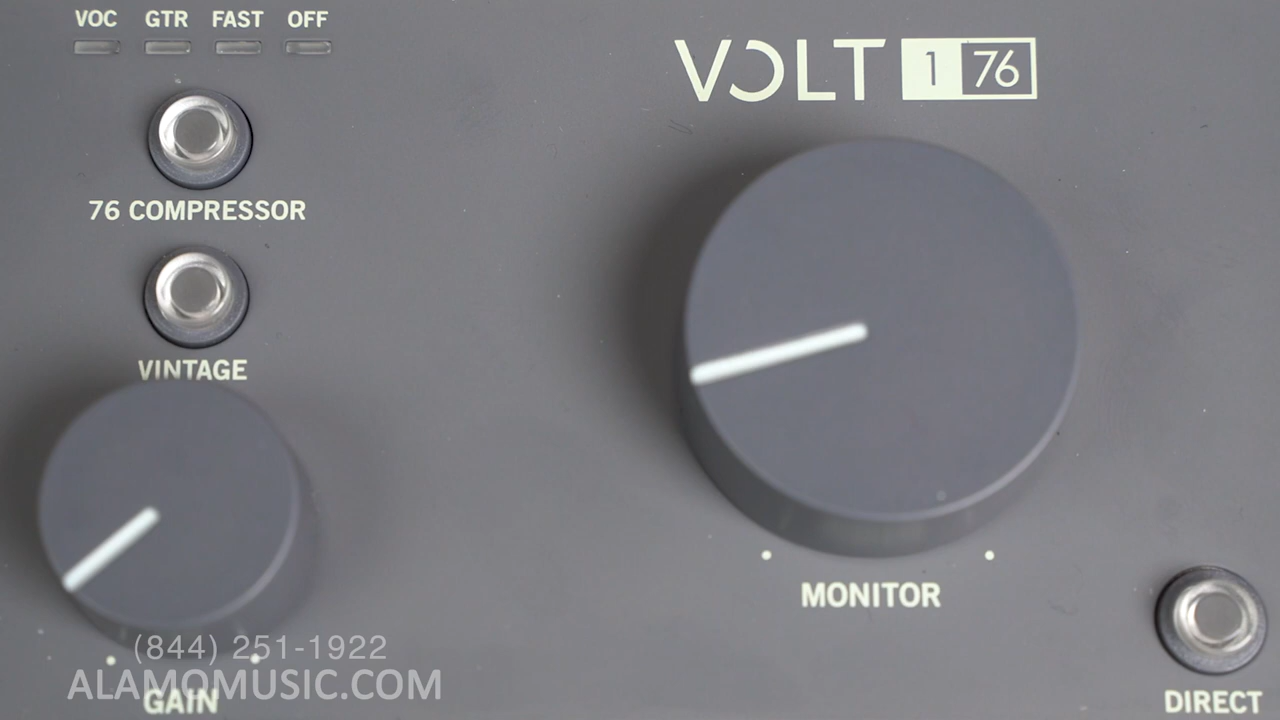 VOC GTR FAST OFF
VOLT 1 76
76 COMPRESSOR
VINTAGE
MONITOR
(844) 251-1922
ALAMOMUSIC.COM
GAIN
DIRECT